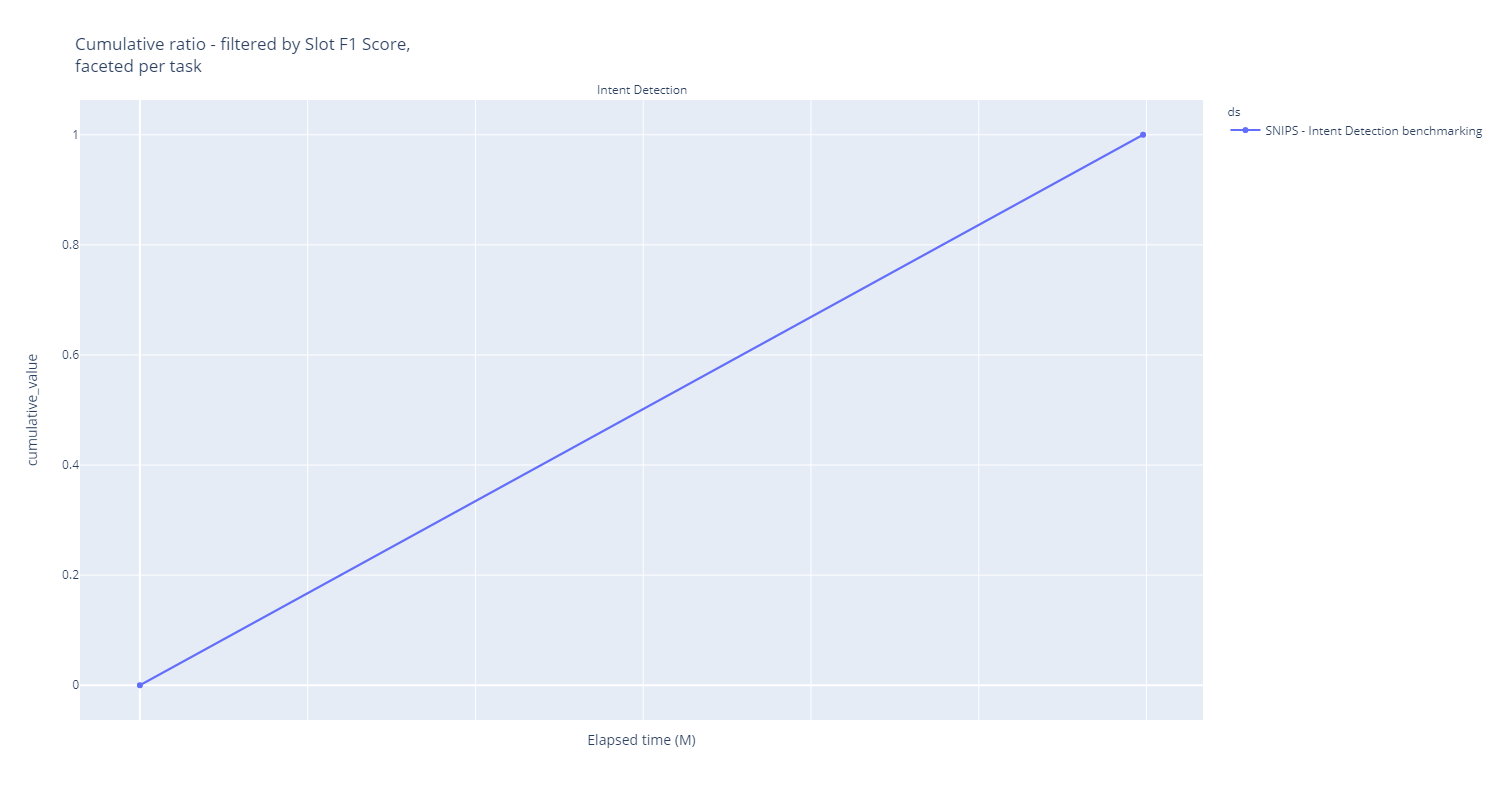 Cumulative ratio - filtered by Slot F1 Score,
faceted per task
Intent Detection
ds
SNIPS - Intent Detection benchmarking
1
0.8
0.6
0.4
0.2
0
cumulative_value
Elapsed time (M)